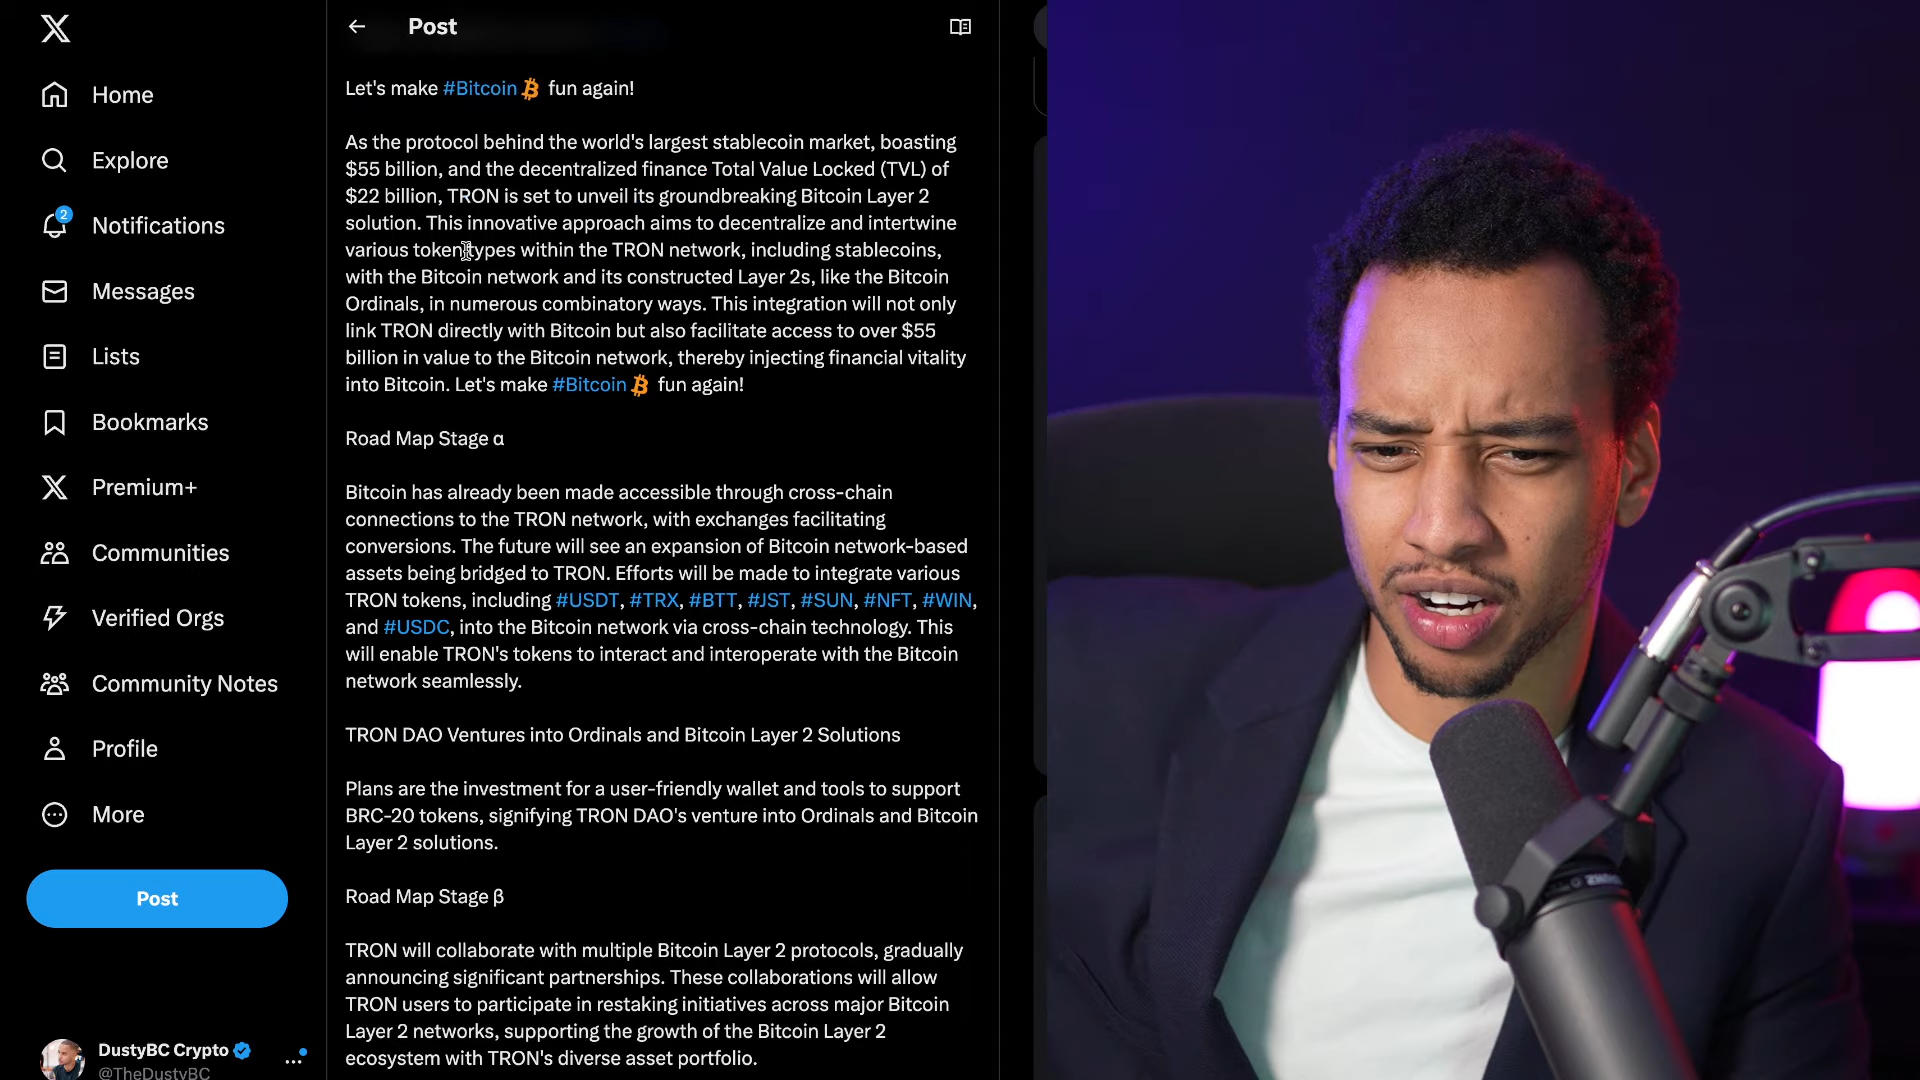 Post
Home
Explore
2
Notifications
Messages
Lists
Bookmarks
Premium+
Communities
Verified Orgs
Community Notes
Profile
More
Post
DustyBC Crypto
@TheDustyBC
Let's make #Bitcoin fun again!
As the protocol behind the world's largest stablecoin market, boasting
$55 billion, and the decentralized finance Total Value Locked (TVL) of
$22 billion, TRON is set to unveil its groundbreaking Bitcoin Layer 2
solution. This innovative approach aims to decentralize and intertwine
various token types within the TRON network, including stablecoins,
with the Bitcoin network and its constructed Layer 2s, like the Bitcoin
Ordinals, in numerous combinatory ways. This integration will not only
link TRON directly with Bitcoin but also facilitate access to over $55
billion in value to the Bitcoin network, thereby injecting financial vitality
into Bitcoin. Let's make #Bitcoin fun again!
Road Map Stage α
Bitcoin has already been made accessible through cross-chain
connections to the TRON network, with exchanges facilitating
conversions. The future will see an expansion of Bitcoin network-based
assets being bridged to TRON. Efforts will be made to integrate various
TRON tokens, including #USDT, #TRX, #BTT, #JST, #SUN, #NFT, #WIN,
and #USDC, into the Bitcoin network via cross-chain technology. This
will enable TRON's tokens to interact and interoperate with the Bitcoin
network seamlessly.
TRON DAO Ventures into Ordinals and Bitcoin Layer 2 Solutions
Plans are the investment for a user-friendly wallet and tools to support
BRC-20 tokens, signifying TRON DAO's venture into Ordinals and Bitcoin
Layer 2 solutions.
Road Map Stage β
TRON will collaborate with multiple Bitcoin Layer 2 protocols, gradually
announcing significant partnerships. These collaborations will allow
TRON users to participate in restaking initiatives across major Bitcoin
Layer 2 networks, supporting the growth of the Bitcoin Layer 2
ecosystem with TRON's diverse asset portfolio.